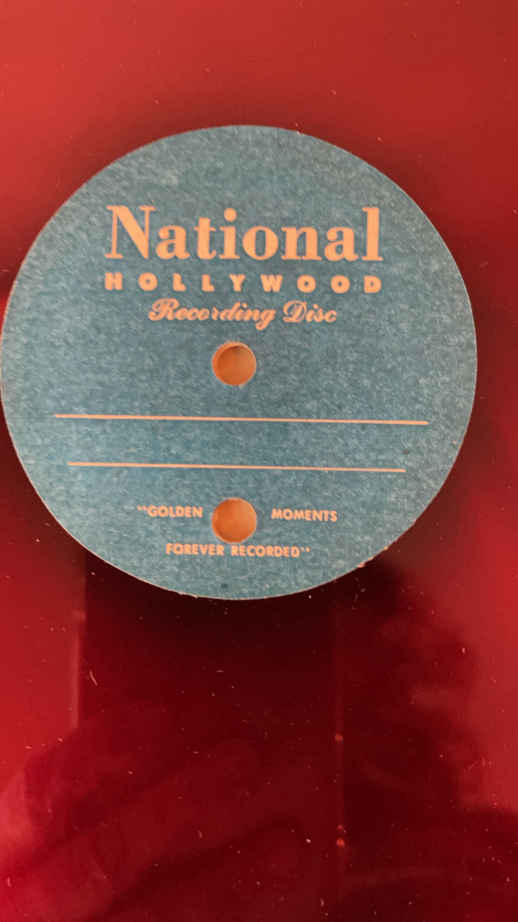 National
HOLLYWOOD
Recording Disc
"GOLDEN MOMENTS
FOREVER RECORDED"